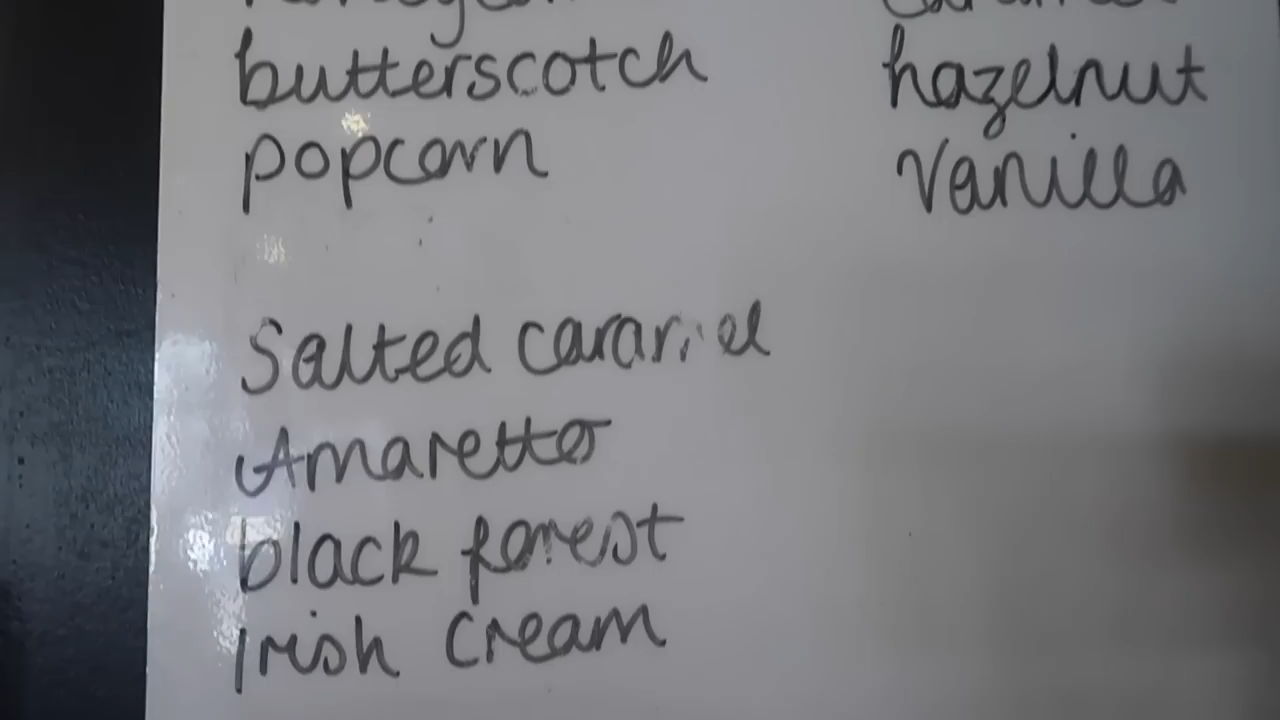 butterscotch
popcorn
hazelnut
Vanilla
Salted caramel
Amaretto
black forest
Irish Cream